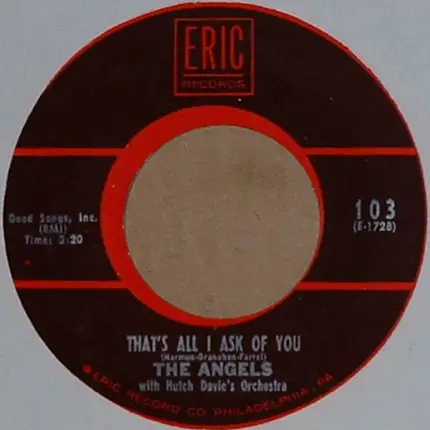 ERIC
RECORDS
Good Songs, Inc.
(BMI)
Time: 2:20
103
(E-1728)
THAT'S ALL I ASK OF YOU
(Harmon-Granahan-Farrel)
THE ANGELS
with Hutch Davie's Orchestra
ERIC RECORD CO PHILADELPHIA, PA